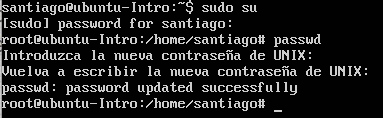 santiago@ubuntu-Intro:~$ sudo su
[sudo] password for santiago:
root@ubuntu-Intro:/home/santiago# passwd
Introduzca la nueva contraseña de UNIX:
Vuelva a escribir la nueva contraseña de UNIX:
passwd: password updated successfully
root@ubuntu-Intro:/home/santiago# _